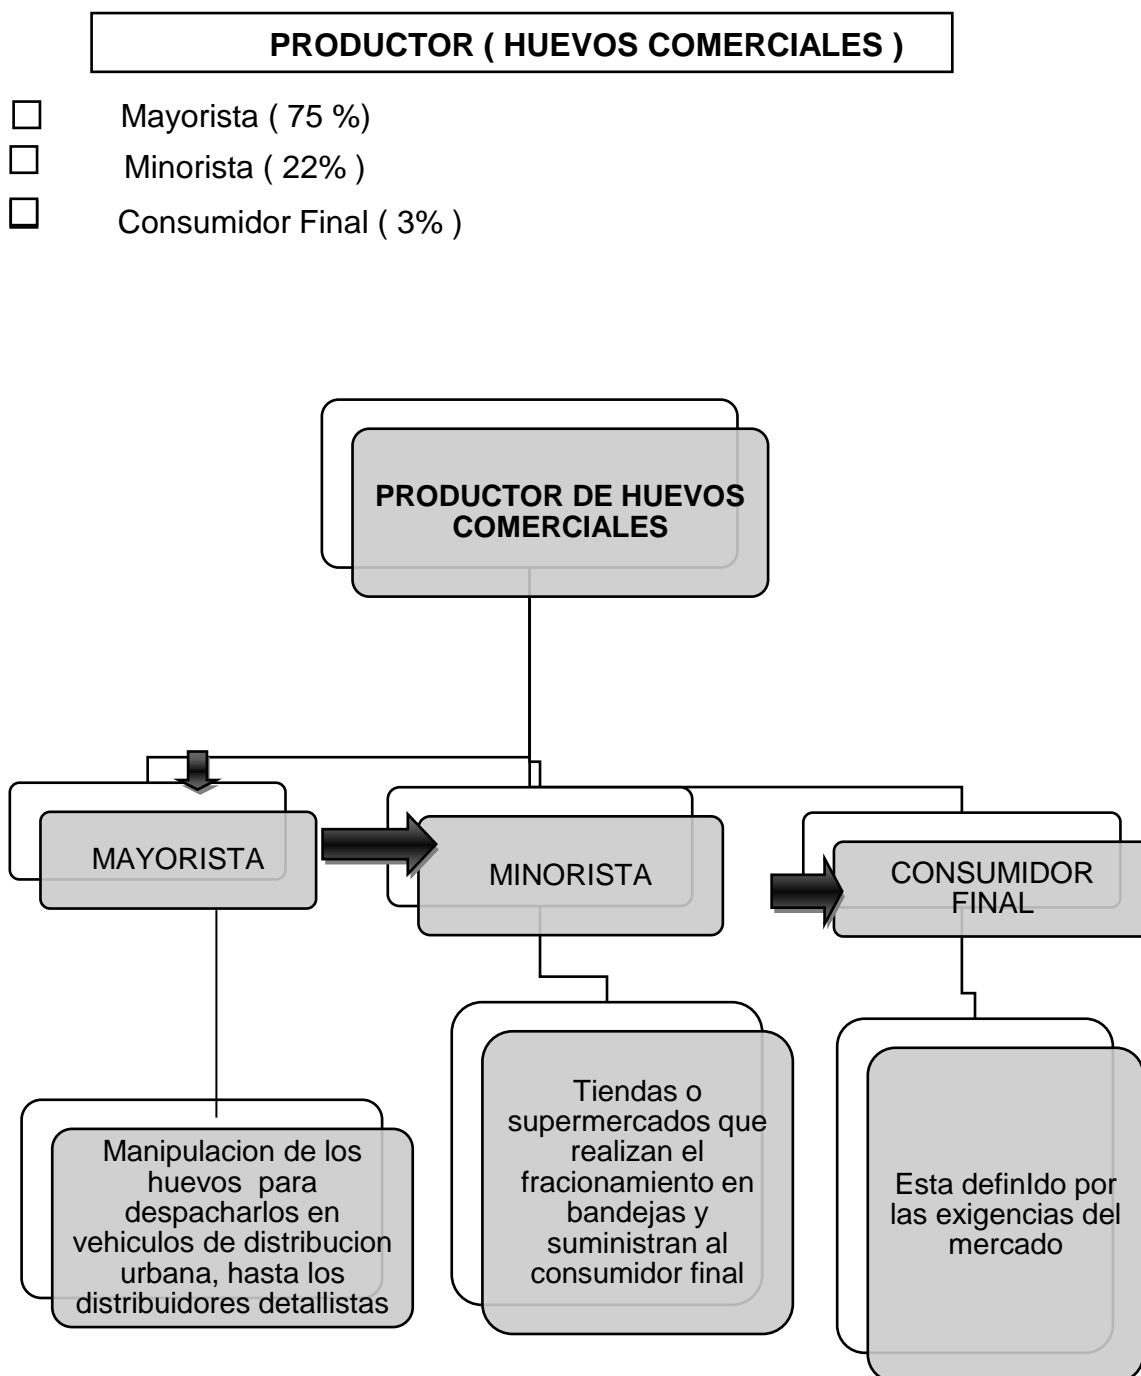 PRODUCTOR ( HUEVOS COMERCIALES )
Mayorista ( 75 %)
Minorista ( 22% )
Consumidor Final ( 3% )
PRODUCTOR DE HUEVOS
COMERCIALES
MAYORISTA
MINORISTA
CONSUMIDOR
FINAL
Manipulacion de los
huevos para
despacharlos en
vehiculos de distribucion
urbana, hasta los
distribuidores detallistas
Tiendas o
supermercados que
realizan el
fracionamiento en
bandejas y
suministran al
consumidor final
Esta definIdo por
las exigencias del
mercado